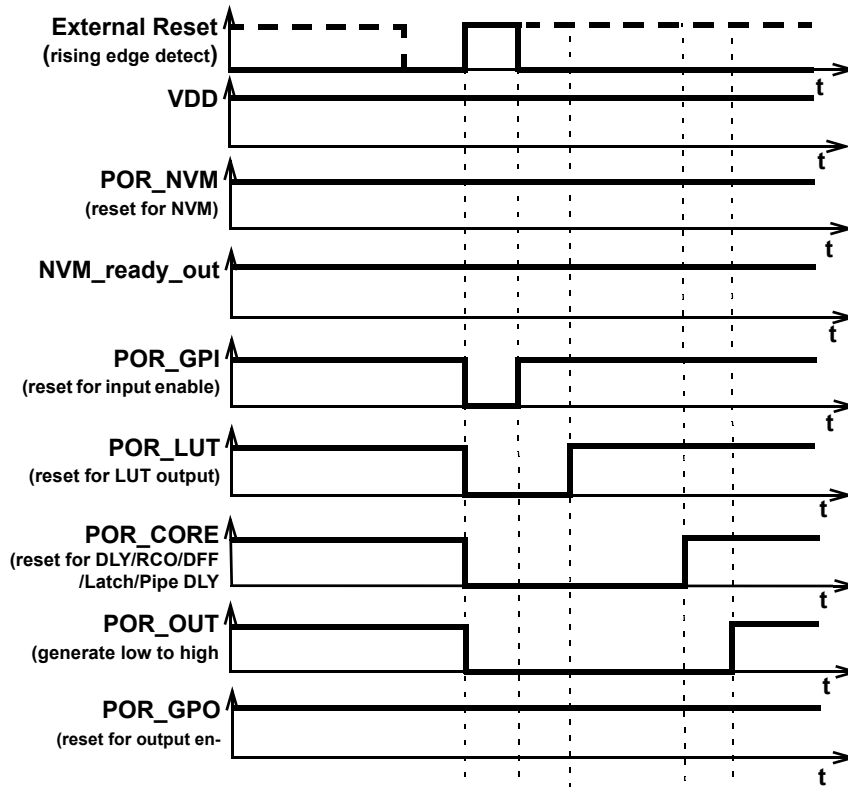 External Reset
(rising edge detect)
t
VDD
t
POR_NVM
(reset for NVM)
t
NVM_ready_out
t
POR_GPI
(reset for input enable)
t
POR_LUT
(reset for LUT output)
t
POR_CORE
(reset for DLY/RCO/DFF
/Latch/Pipe DLY
t
POR_OUT
(generate low to high
t
POR_GPO
(reset for output en-
t